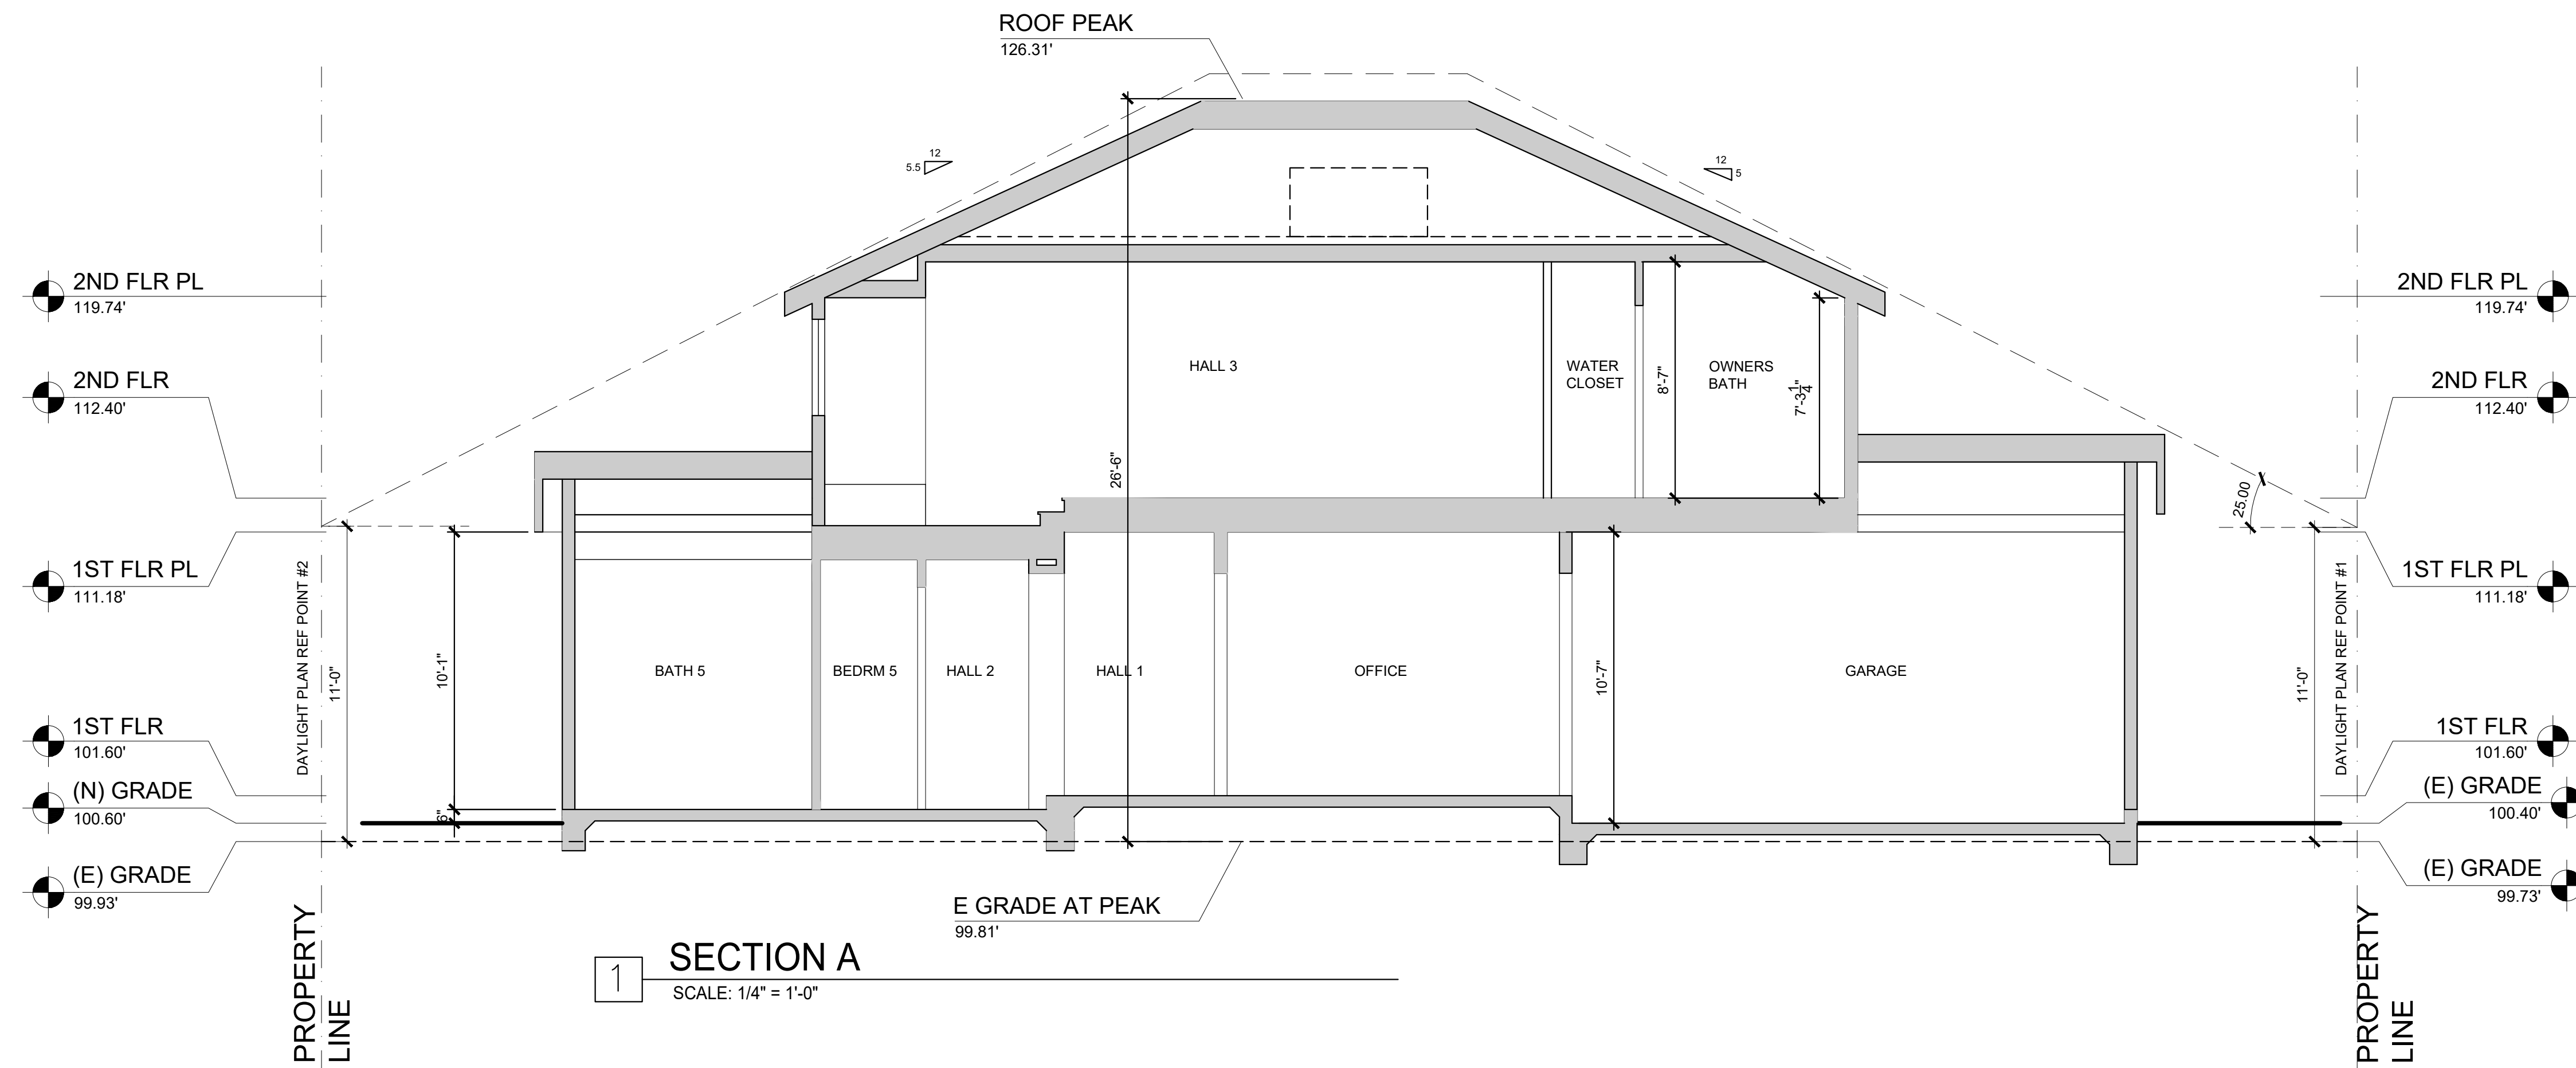 ROOF PEAK
126.31'
12
5.5
12
5
2ND FLR PL
119.74'
2ND FLR PL
119.74'
2ND FLR
112.40'
2ND FLR
112.40'
HALL 3
WATER
CLOSET
8'-7"
OWNERS
BATH
7'-3 1/4"
26'-6"
25.00
1ST FLR PL
111.18'
1ST FLR PL
111.18'
DAYLIGHT PLAN REF POINT #2
11'-0"
10'-1"
BATH 5
BEDRM 5
HALL 2
HALL 1
OFFICE
10'-7"
GARAGE
11'-0"
DAYLIGHT PLAN REF POINT #1
1ST FLR
101.60'
1ST FLR
101.60'
(N) GRADE
100.60'
6"
(E) GRADE
100.40'
(E) GRADE
99.93'
(E) GRADE
99.73'
E GRADE AT PEAK
99.81'
PROPERTY
LINE
PROPERTY
LINE
1
SECTION A
SCALE: 1/4" = 1'-0"